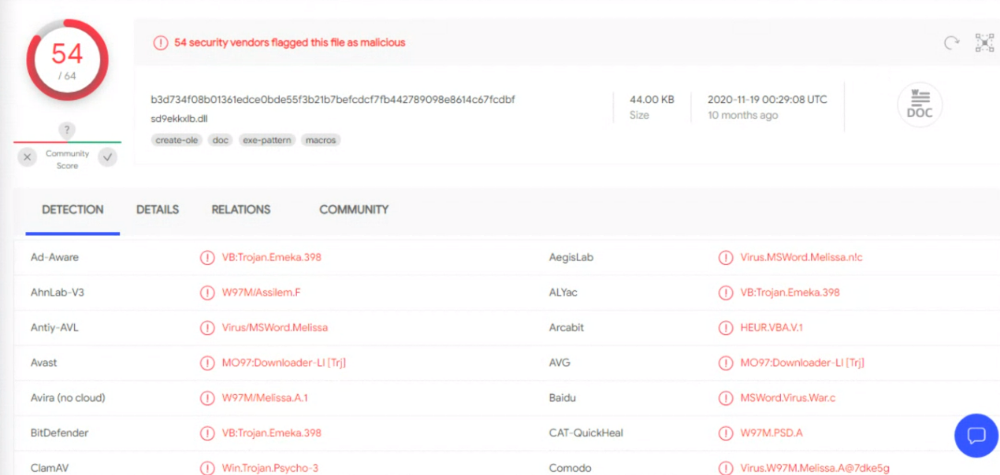 54
/ 64
54 security vendors flagged this file as malicious
b3d734f08b01361edce0bde55f3b21b7befcdcf7fb442789098e8614c67fcdbf
sd9ekkxlb.dll
create-ole doc exe-pattern macros
44.00 KB
Size
2020-11-19 00:29:08 UTC
10 months ago
W
DOC
?
Community
Score
DETECTION DETAILS RELATIONS COMMUNITY
Ad-Aware VB:Trojan.Emeka.398 AegisLab Virus.MSWord.Melissa.n!c
AhnLab-V3 W97M/Assilem.F ALYac VB:Trojan.Emeka.398
Antiy-AVL Virus/MSWord.Melissa Arcabit HEUR.VBA.V.1
Avast MO97:Downloader-LI [Trj] AVG MO97:Downloader-LI [Trj]
Avira (no cloud) W97M/Melissa.A.1 Baidu MSWord.Virus.War.c
BitDefender VB:Trojan.Emeka.398 CAT-QuickHeal W97M.PSD.A
ClamAV Win.Trojan.Psycho-3 Comodo Virus.W97M.Melissa.A@7dke5g